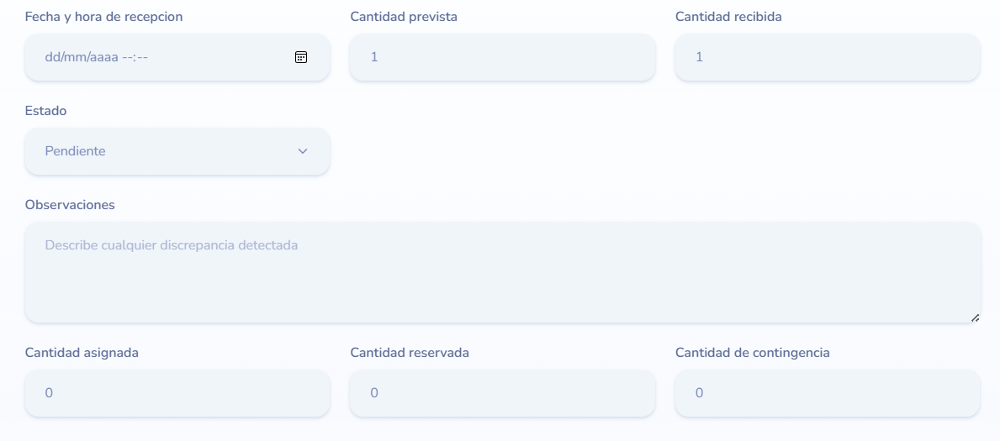 Fecha y hora de recepcion Cantidad prevista Cantidad recibida
dd/mm/aaaa --:-- 1 1
Estado
Pendiente
Observaciones
Describe cualquier discrepancia detectada
Cantidad asignada Cantidad reservada Cantidad de contingencia
0 0 0